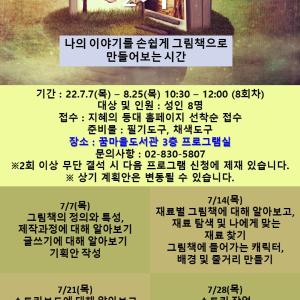 나의 이야기를 손쉽게 그림책으로
만들어보는 시간
기간 : 22.7.7(목) – 8.25(목) 10:30 – 12:00 (8회차)
대상 및 인원 : 성인 8명
접수 : 지혜의 등대 홈페이지 선착순 접수
준비물 : 필기도구, 채색도구
장소 : 꿈마을도서관 3층 프로그램실
문의사항 : 02-830-5807
※2회 이상 무단 결석 시 다음 프로그램 신청에 제재 있습니다.
※ 상기 계획안은 변동될 수 있습니다.
7/7(목)
그림책의 정의와 특성,
제작과정에 대해 알아보기
글쓰기에 대해 알아보기
기획안 작성
7/14(목)
재료별 그림책에 대해 알아보고,
재료 탐색 및 나에게 맞는
재료 찾기
그림책에 들어가는 캐릭터,
배경 및 줄거리 만들기
7/21(목)
7/28(목)